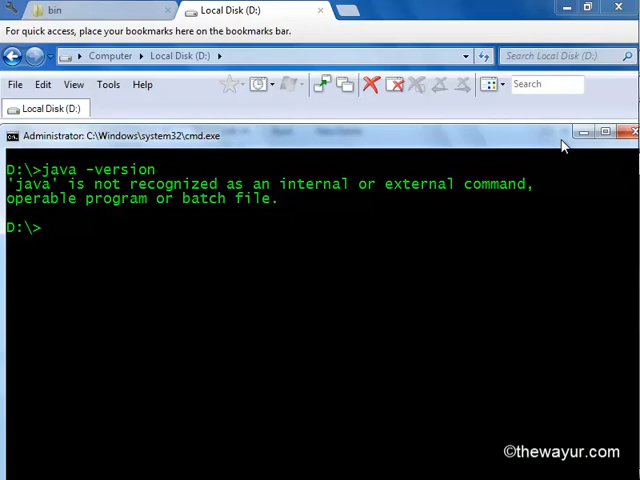 bin
Local Disk (D:)
For quick access, place your bookmarks here on the bookmarks bar.
Computer
Local Disk (D:)
Search Local Disk (D:)
File Edit View Tools Help
Search
Local Disk (D:)
Administrator: C:\Windows\system32\cmd.exe
D:\>java -version
'java' is not recognized as an internal or external command,
operable program or batch file.
D:\>
©thewayur.com